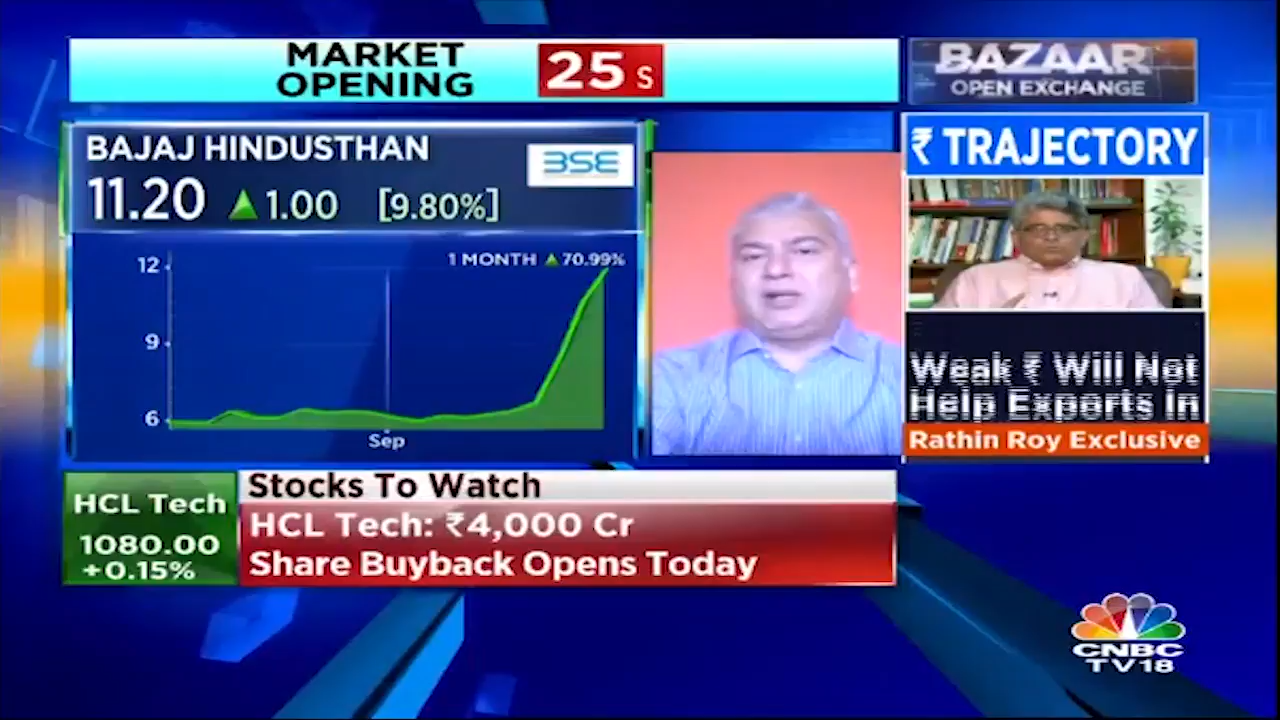 MARKET
OPENING
25 S
BAZAAR
OPEN EXCHANGE
BAJAJ HINDUSTHAN
BSE
11.20 ▲ 1.00 [9.80%]
1 MONTH ▲ 70.99%
12
9
6
Sep
₹ TRAJECTORY
Weak ₹ Will Not
Help Exports In
Rathin Roy Exclusive
HCL Tech
1080.00
+0.15%
Stocks To Watch
HCL Tech: ₹4,000 Cr
Share Buyback Opens Today
CNBC
TV18